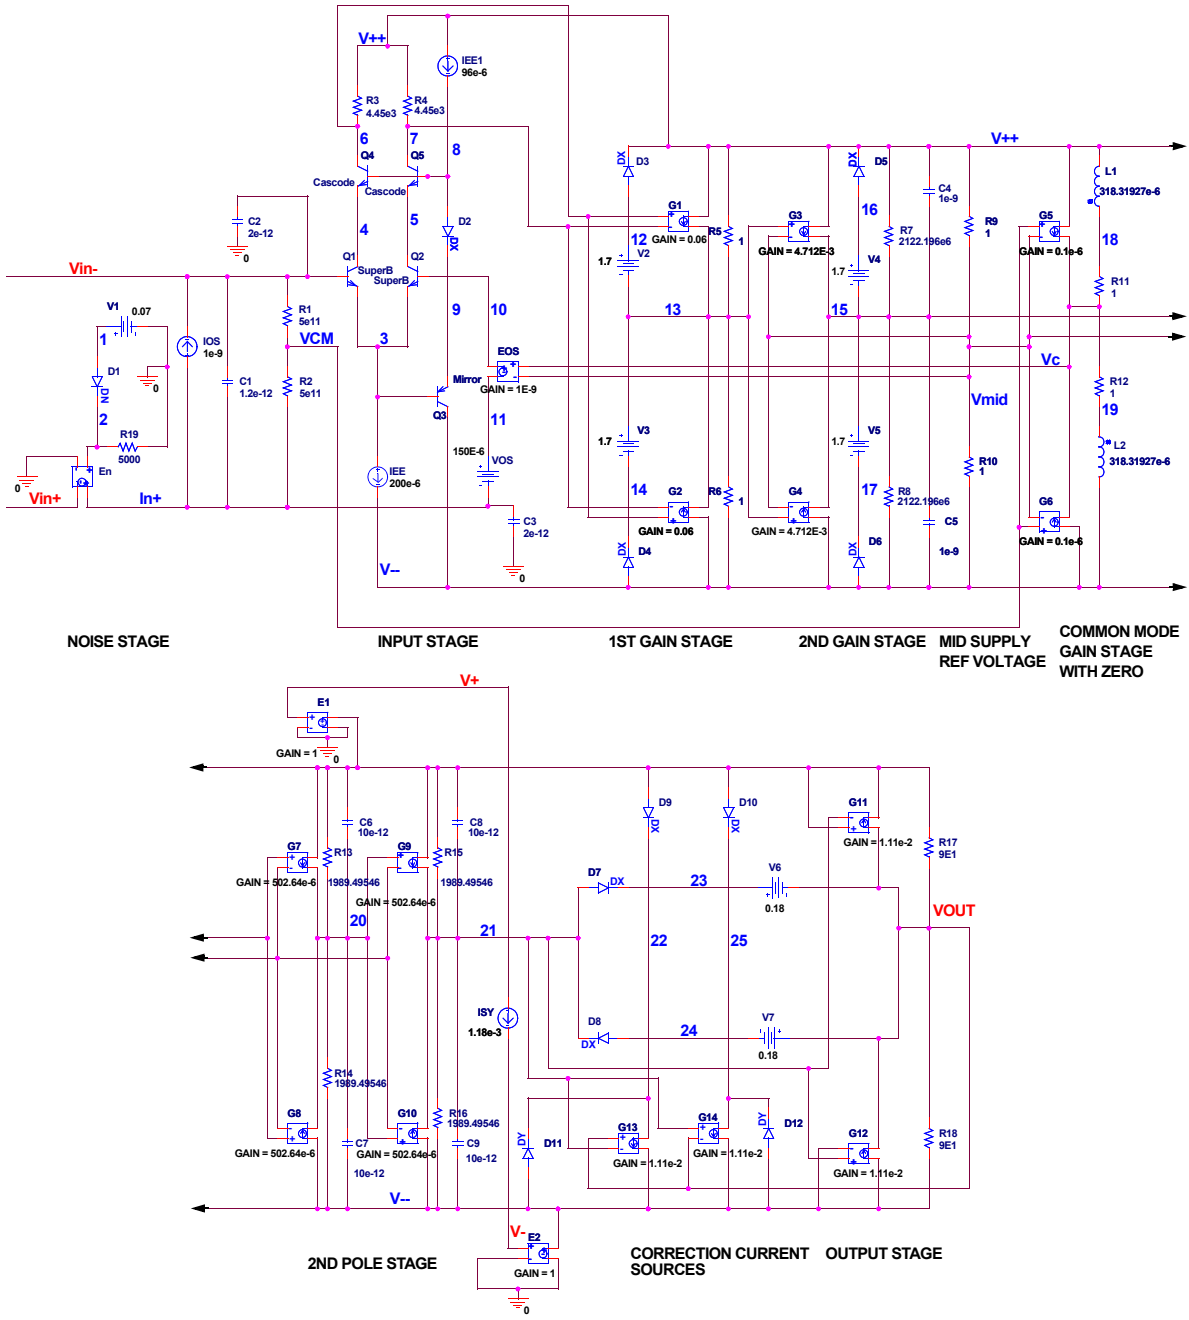 V++
IEE1
96e-6
R3
4.45e3
R4
4.45e3
6
7
8
Q4
Q5
Cascode
Cascode
V++
DX
D3
DX
D5
L1
318.31927e-6
C4
1e-9
C2
2e-12
0
4
5
D2
DX
G1
GAIN = 0.06
R5
1
G3
GAIN = 4.712E-3
16
R7
2122.196e6
R9
1
G5
GAIN = 0.1e-6
18
12
V2
1.7
V4
1.7
R11
1
Vin-
Q1
SuperB
Q2
SuperB
V1
0.07
1
0
IOS
1e-9
R1
5e11
VCM
3
9
10
13
15
D1
DN
2
C1
1.2e-12
R2
5e11
EOS
GAIN = 1E-9
Mirror
Q3
Vc
Vmid
R12
1
19
R19
5000
11
V3
1.7
V5
1.7
L2
318.31927e-6
En
0
Vin+
In+
IEE
200e-6
150E-6
VOS
14
G2
GAIN = 0.06
R6
1
G4
GAIN = 4.712E-3
17
R8
2122.196e6
R10
1
G6
GAIN = 0.1e-6
C3
2e-12
0
C5
1e-9
V--
DX
D4
DX
D6
NOISE STAGE
INPUT STAGE
1ST GAIN STAGE
2ND GAIN STAGE
MID SUPPLY
REF VOLTAGE
COMMON MODE
GAIN STAGE
WITH ZERO
V+
E1
GAIN = 1
0
D9
DX
D10
DX
G11
GAIN = 1.11e-2
C6
10e-12
C8
10e-12
G7
GAIN = 502.64e-6
R13
1989.49546
G9
GAIN = 502.64e-6
R15
1989.49546
R17
9E1
D7
DX
23
V6
0.18
VOUT
20
21
22
25
ISY
1.18e-3
D8
DX
24
V7
0.18
R14
1989.49546
G8
GAIN = 502.64e-6
G10
GAIN = 502.64e-6
R16
1989.49546
C7
10e-12
C9
10e-12
DY
D11
G13
GAIN = 1.11e-2
G14
GAIN = 1.11e-2
DY
D12
G12
GAIN = 1.11e-2
R18
9E1
V--
V-
E2
GAIN = 1
0
2ND POLE STAGE
CORRECTION CURRENT
SOURCES
OUTPUT STAGE